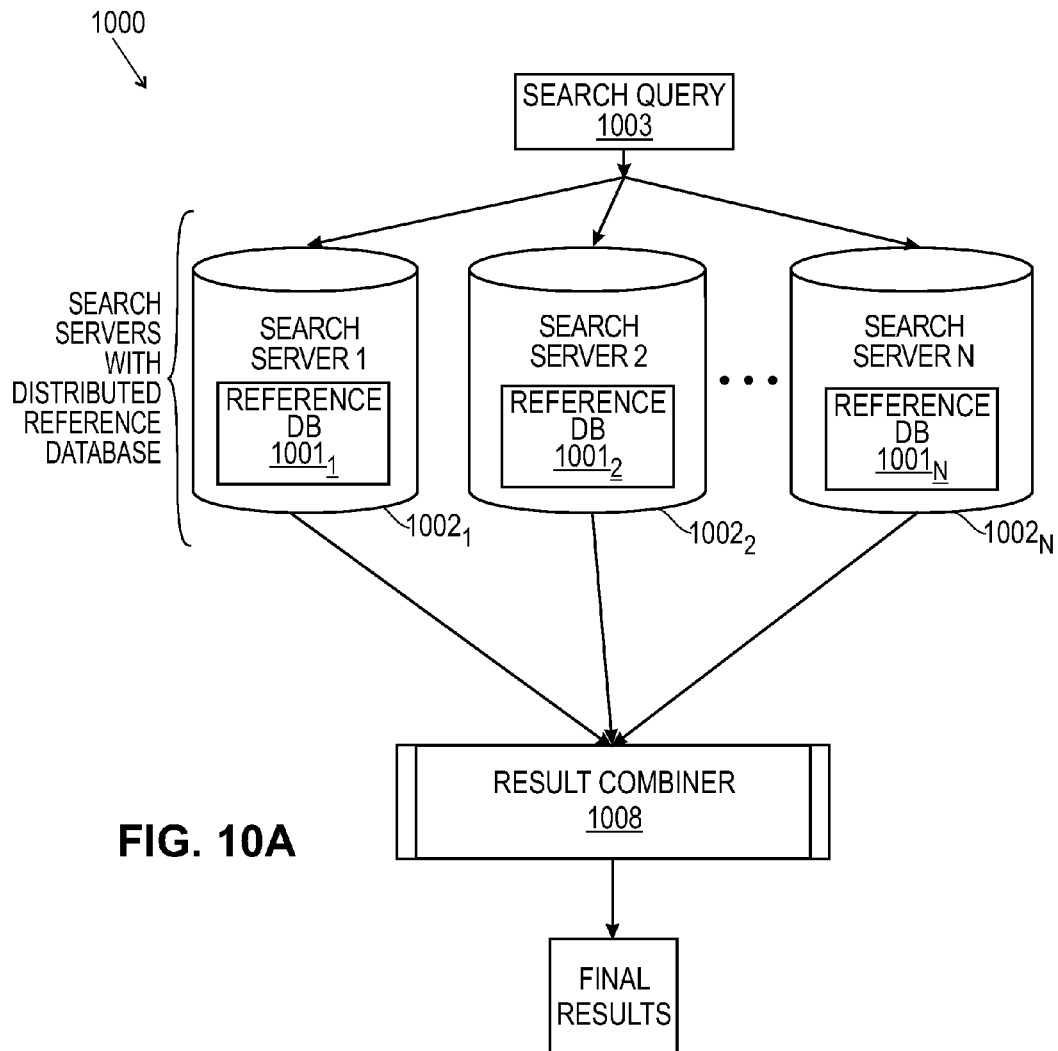 1000
SEARCH QUERY
1003
SEARCH
SERVERS
WITH
DISTRIBUTED
REFERENCE
DATABASE
SEARCH
SERVER 1
REFERENCE
DB
1001₁
1002₁
SEARCH
SERVER 2
REFERENCE
DB
1001₂
1002₂
• • •
SEARCH
SERVER N
REFERENCE
DB
1001N
1002N
RESULT COMBINER
1008
FIG. 10A
FINAL
RESULTS